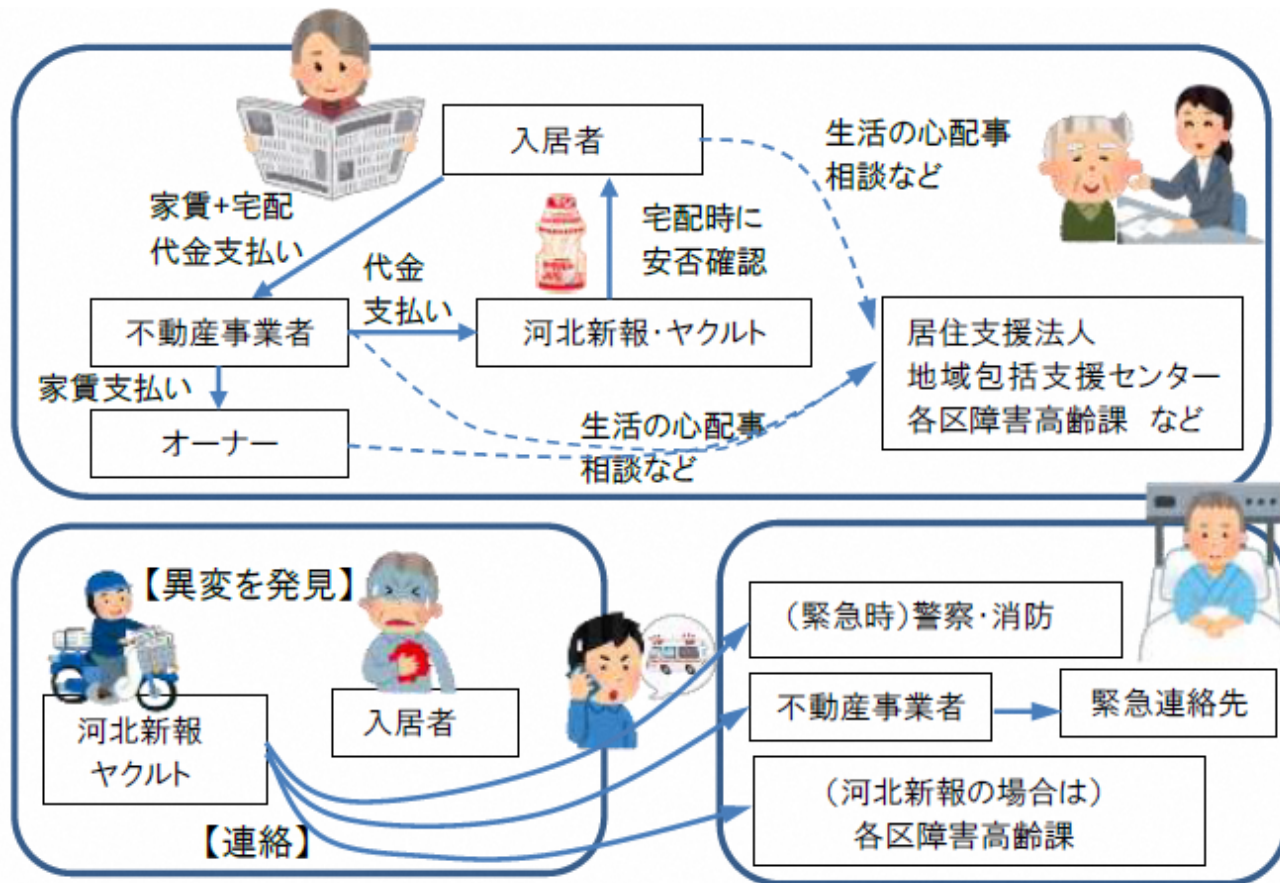 入居者
生活の心配事
相談など
家賃+宅配
代金支払い
宅配時に
安否確認
代金
支払い
不動産事業者
河北新報・ヤクルト
居住支援法人
地域包括支援センター
各区障害高齢課 など
家賃支払い
オーナー
生活の心配事
相談など
【異変を発見】
河北新報
ヤクルト
入居者
【連絡】
(緊急時)警察・消防
不動産事業者
緊急連絡先
(河北新報の場合は)
各区障害高齢課